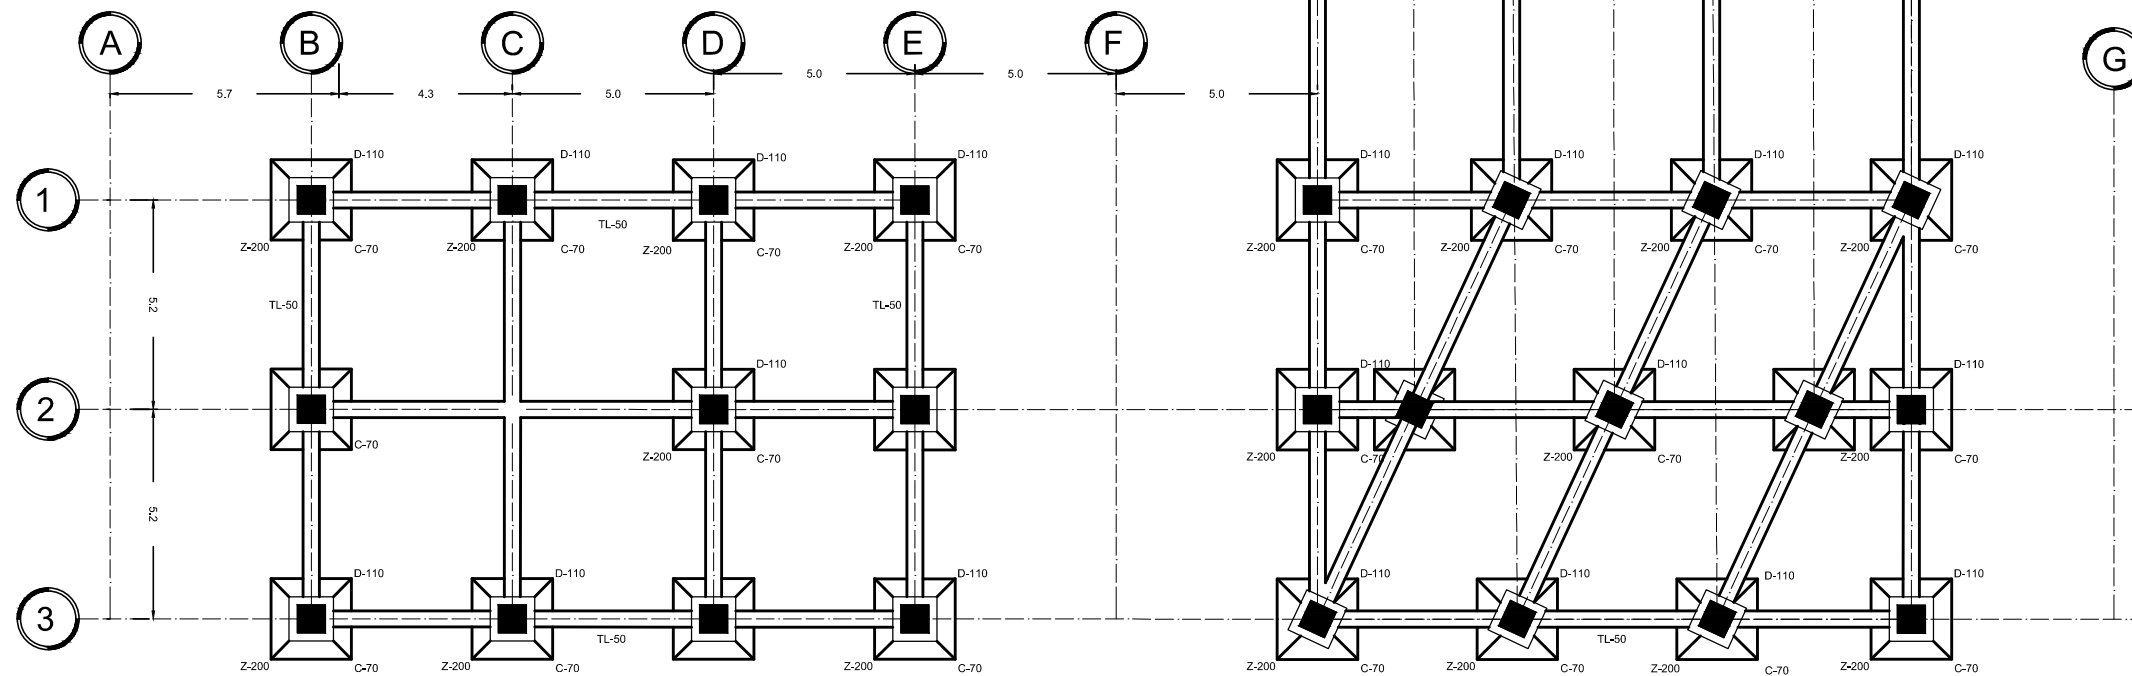 A B C D E F G
5.0 5.0
5.7 4.3 5.0 5.0
D-110 D-110 D-110 D-110 D-110 D-110 D-110 D-110
1
TL-50
Z-200 C-70 Z-200 C-70 Z-200 C-70 Z-200 C-70 Z-200 C-70 Z-200 C-70 Z-200 C-70 Z-200 C-70
5.2 TL-50 TL-50
D-110 D-110 D-110 D-110
2
C-70 Z-200 C-70 Z-200 C-70 Z-200 C-70 Z-200 C-70
5.2
D-110 D-110 D-110 D-110 D-110 D-110 D-110
3
TL-50 TL-50
Z-200 C-70 Z-200 C-70 Z-200 C-70 Z-200 C-70 Z-200 C-70 Z-200 C-70 Z-200 C-70